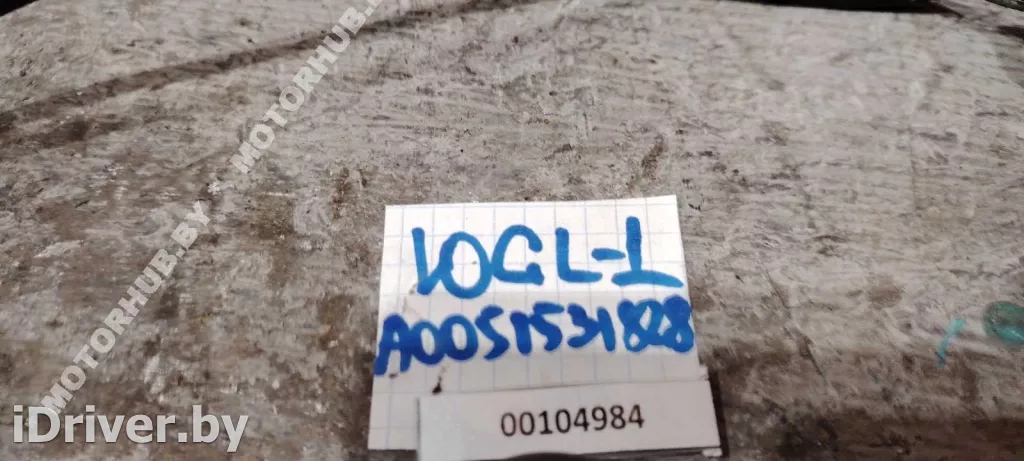 MOTORHUB.BY MOTORHUB.BY
10GL-1
A0051531828
00104984
iDriver.by